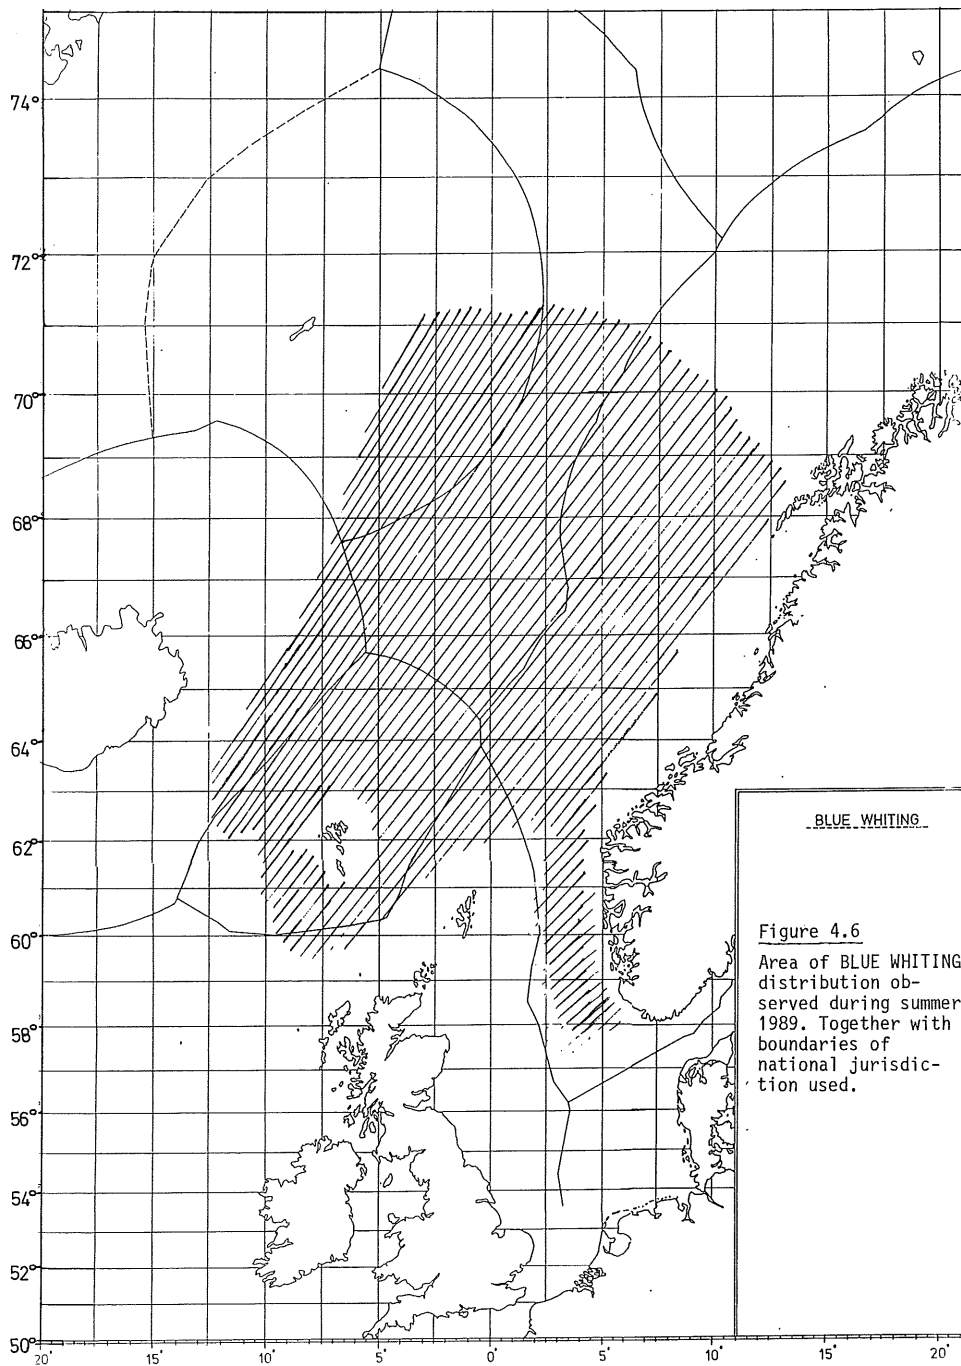 74°
72°
70°
68°
66°
64°
62°
60°
58°
56°
54°
52°
50°
20°
15°
10°
5°
0°
5°
10°
15°
20°
BLUE WHITING
Figure 4.6
Area of BLUE WHITING
distribution ob-
served during summer
1989. Together with
boundaries of
national jurisdic-
tion used.